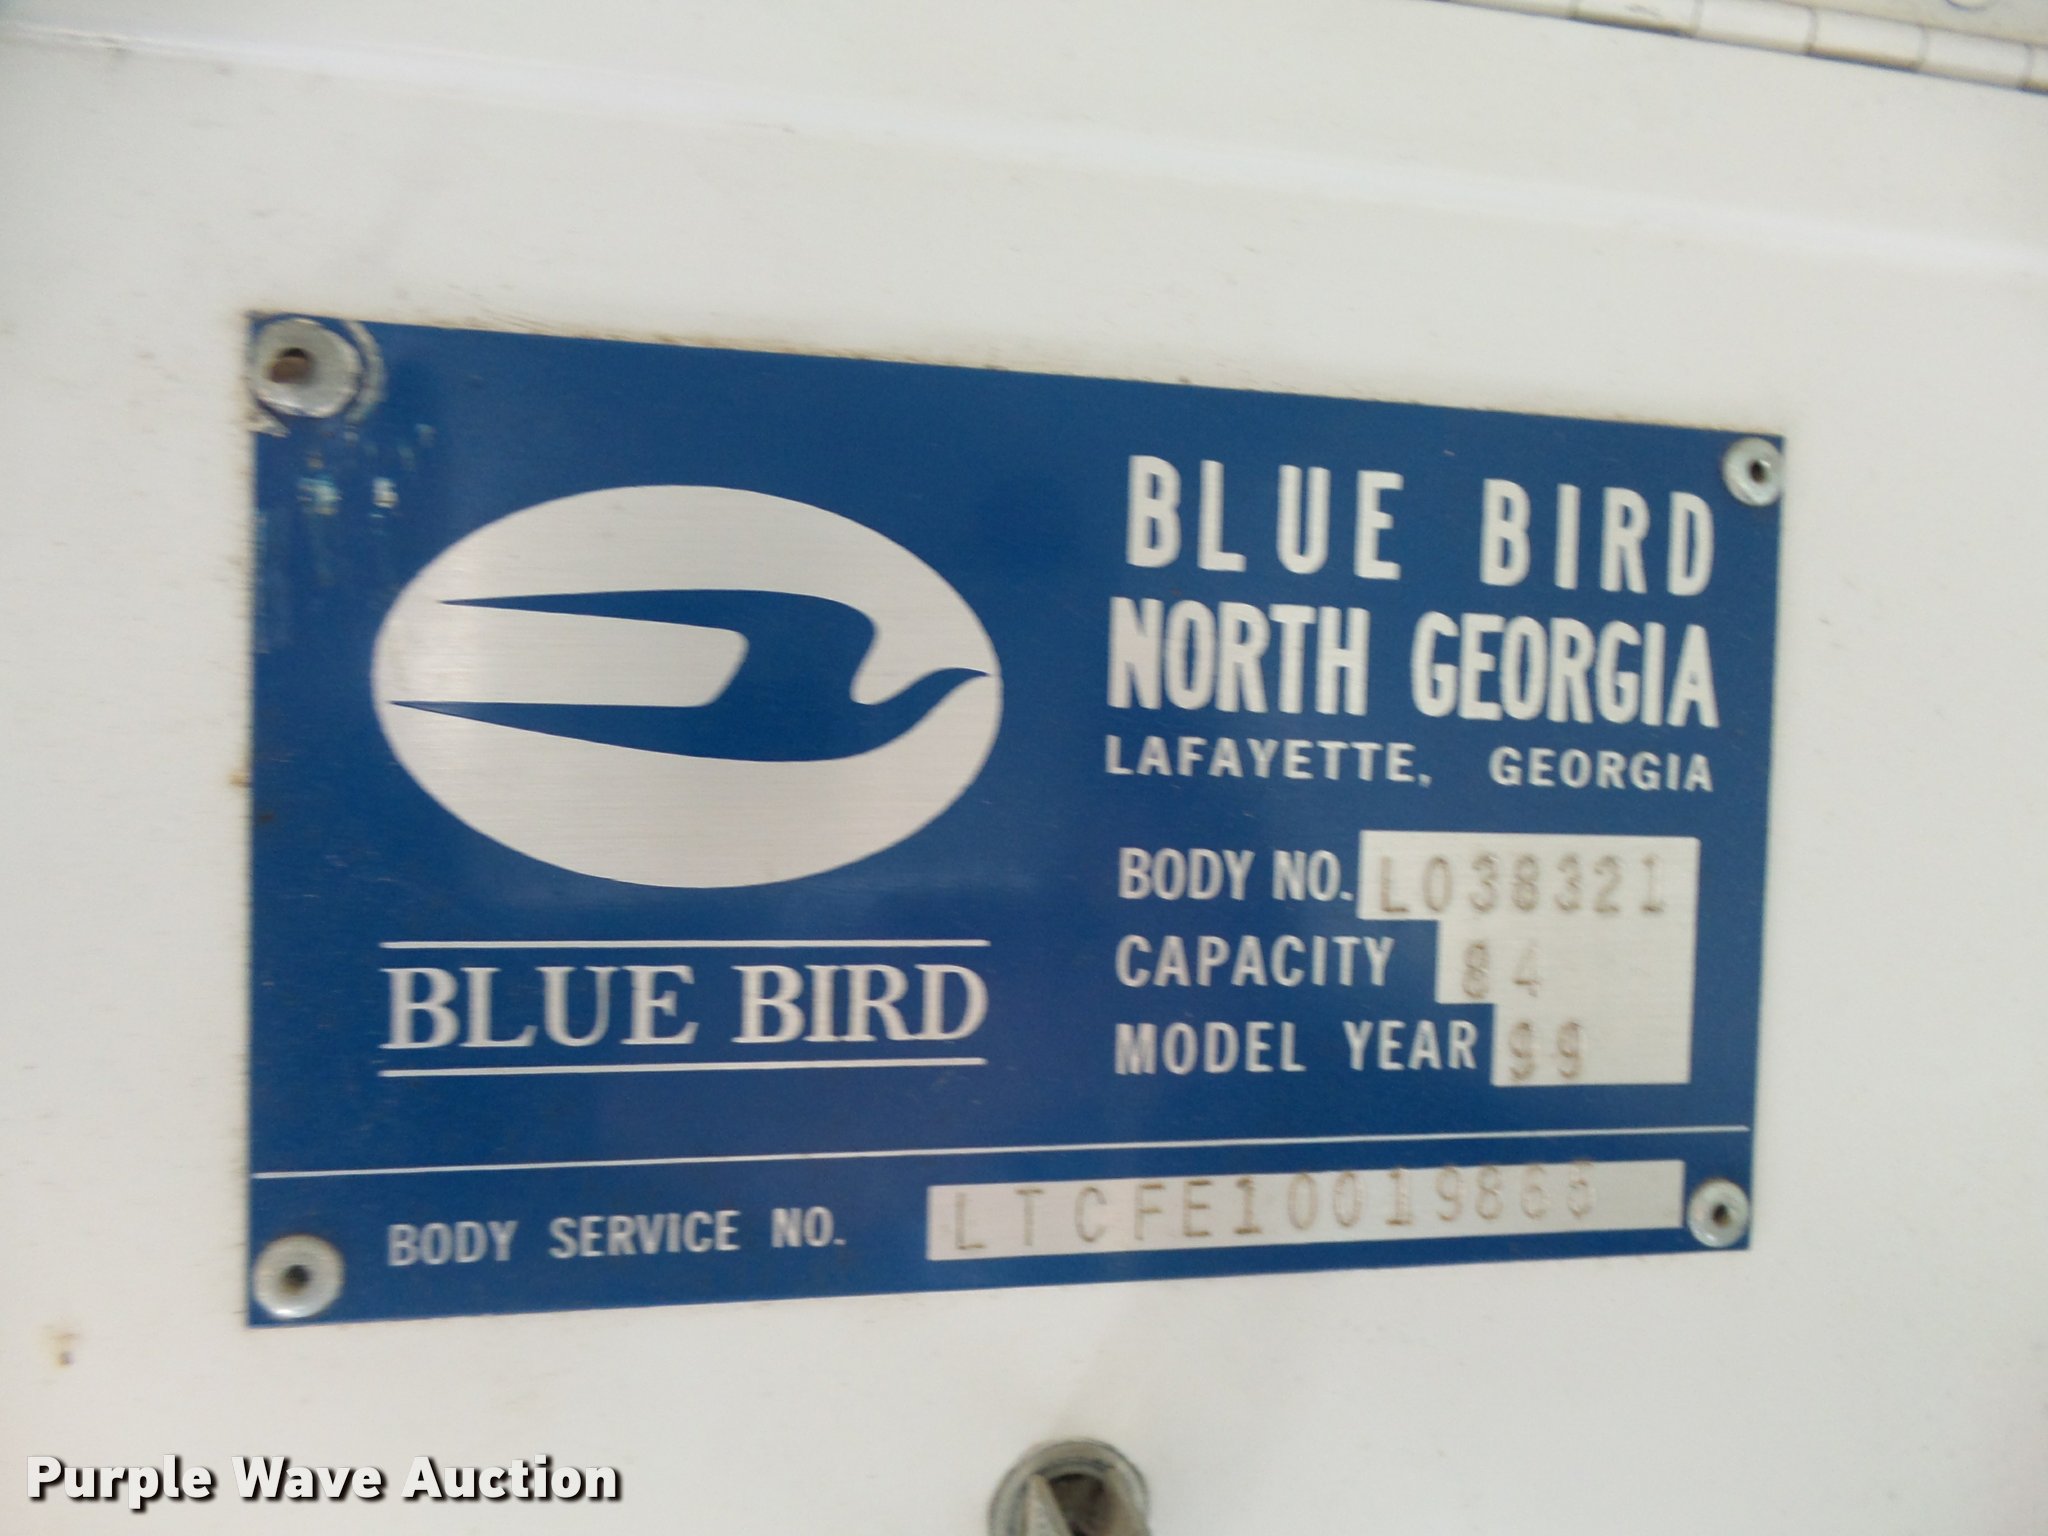 BLUE BIRD
NORTH GEORGIA
LAFAYETTE, GEORGIA
BODY NO. L038321
CAPACITY 84
MODEL YEAR 99
BLUE BIRD
BODY SERVICE NO.
Purple Wave Auction